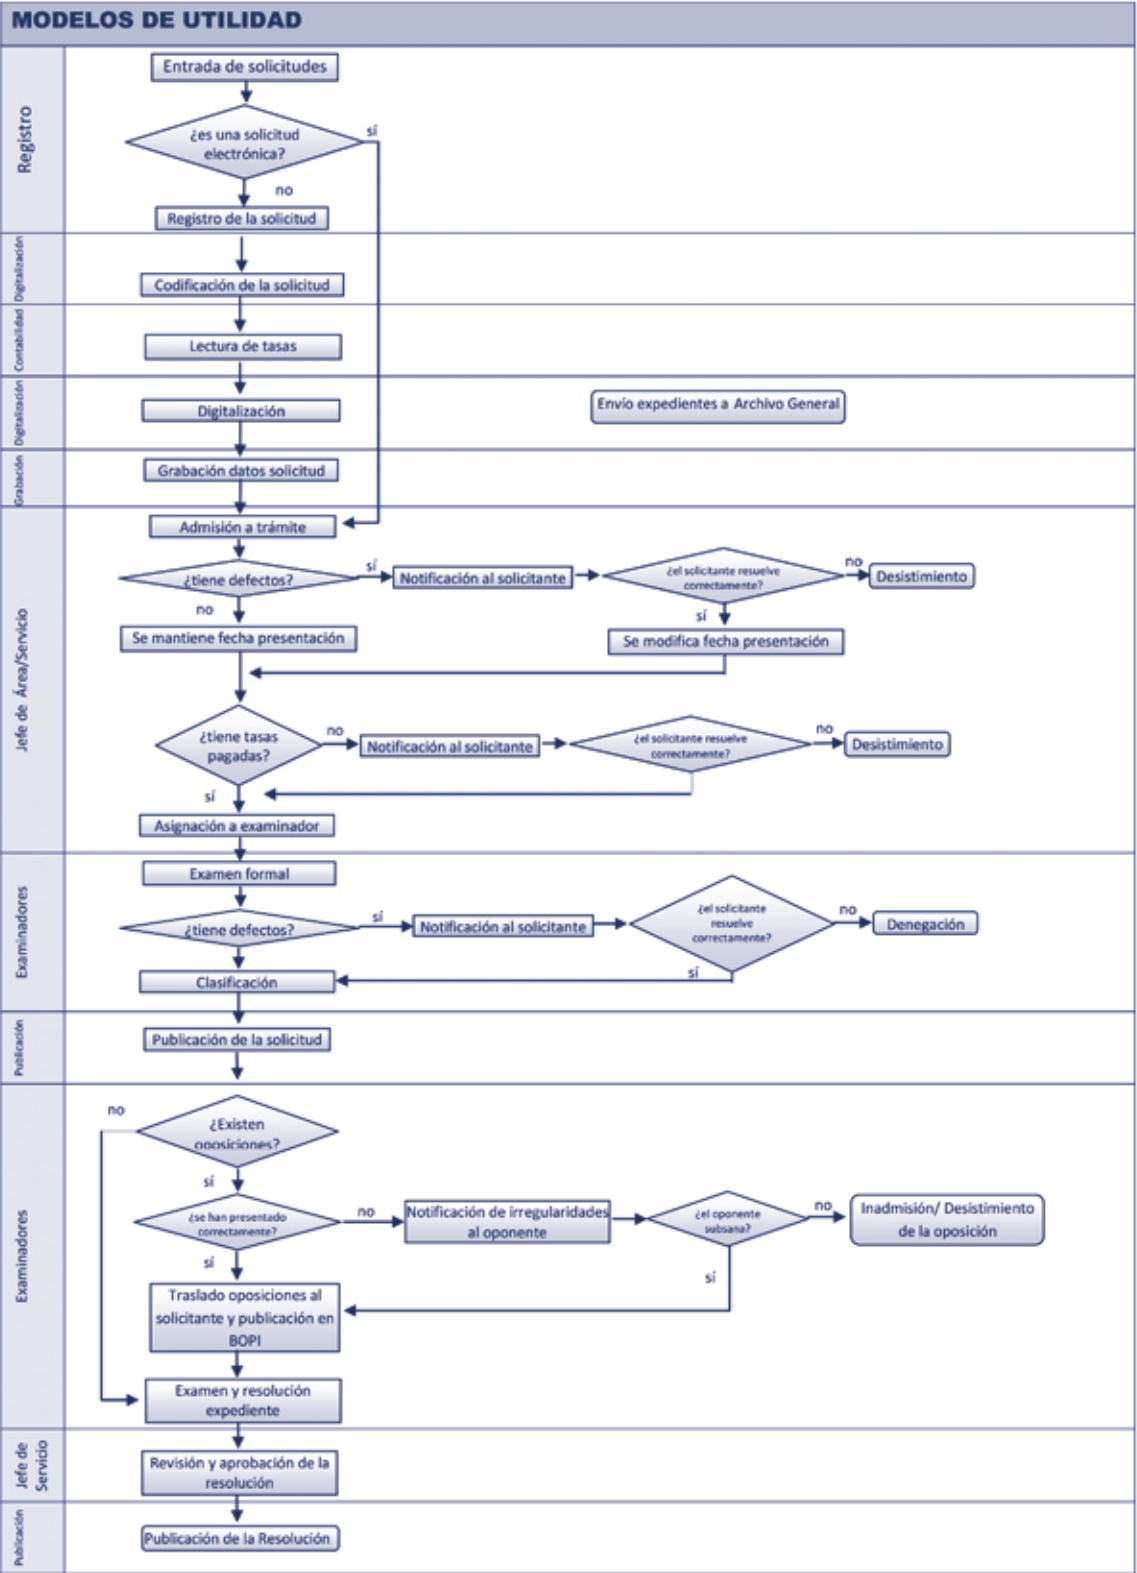 MODELOS DE UTILIDAD
Registro
Entrada de solicitudes
¿es una solicitud
electrónica?
sí
no
Registro de la solicitud
Digitalización
Codificación de la solicitud
Contabilidad
Lectura de tasas
Digitalización
Digitalización
Envío expedientes a Archivo General
Grabación
Grabación datos solicitud
Jefe de Área/Servicio
Admisión a trámite
¿tiene defectos?
sí
Notificación al solicitante
¿el solicitante resuelve
correctamente?
no
Desistimiento
no
sí
Se mantiene fecha presentación
Se modifica fecha presentación
¿tiene tasas
pagadas?
no
Notificación al solicitante
¿el solicitante resuelve
correctamente?
no
Desistimiento
sí
Asignación a examinador
Examinadores
Examen formal
¿tiene defectos?
sí
Notificación al solicitante
¿el solicitante
resuelve
correctamente?
no
Denegación
sí
Clasificación
Publicación
Publicación de la solicitud
Examinadores
no
¿Existen
oposiciones?
sí
¿se han presentado
correctamente?
no
Notificación de irregularidades
al oponente
¿el oponente
subsana?
no
Inadmisión/ Desistimiento
de la oposición
sí
sí
Traslado oposiciones al
solicitante y publicación en
BOPI
Examen y resolución
expediente
Jefe de
Servicio
Revisión y aprobación de la
resolución
Publicación
Publicación de la Resolución